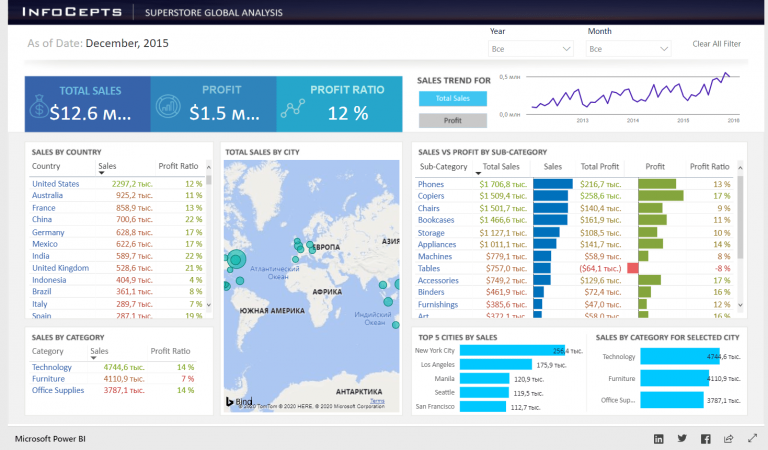 INFOCEPTS | SUPERSTORE GLOBAL ANALYSIS
As of Date: December, 2015
Year Month
Все Все Clear All Filter
TOTAL SALES PROFIT PROFIT RATIO
$12.6 м... $1.5 м... 12 %
SALES TREND FOR
Total Sales
Profit
0,5 млн
0,0 млн
2013 2014 2015 2018
SALES BY COUNTRY
Country Sales Profit Ratio
United States 2297,2 тыс. 12 %
Australia 925,2 тыс. 11 %
France 858,9 тыс. 13 %
China 700,6 тыс. 22 %
Germany 628,8 тыс. 17 %
Mexico 622,6 тыс. 17 %
India 589,7 тыс. 22 %
United Kingdom 528,6 тыс. 21 %
Indonesia 404,9 тыс. 4 %
Brazil 361,1 тыс. 8 %
Italy 289,7 тыс. 7 %
Spain 287,1 тыс. 19 %
TOTAL SALES BY CITY
ЕВРОПА
АЗИЯ
Атлантический
Океан
АФРИКА
ЮЖНАЯ АМЕРИКА
Индийский
Океан
АНТАРКТИКА
Bing
© 2020 TomTom © 2020 HERE, © 2020 Microsoft Corporation Terms
SALES VS PROFIT BY SUB-CATEGORY
Sub-Category Total Sales Sales Total Profit Profit Profit Ratio
Phones $1 706,8 тыс. $216,7 тыс. 13 %
Copiers $1 509,4 тыс. $258,6 тыс. 17 %
Chairs $1 501,7 тыс. $140,4 тыс. 9 %
Bookcases $1 466,6 тыс. $161,9 тыс. 11 %
Storage $1 127,1 тыс. $108,5 тыс. 10 %
Appliances $1 011,1 тыс. $141,7 тыс. 14 %
Machines $779,1 тыс. $58,9 тыс. 8 %
Tables $757,0 тыс. ($64,1 тыс.) -8 %
Accessories $749,2 тыс. $129,6 тыс. 17 %
Binders $461,9 тыс. $72,4 тыс. 16 %
Furnishings $385,6 тыс. $47,0 тыс. 12 %
Art $372,1 тыс. $58,0 тыс. 16 %
SALES BY CATEGORY
Category Sales Profit Ratio
Technology 4744,6 тыс. 14 %
Furniture 4110,9 тыс. 7 %
Office Supplies 3787,1 тыс. 14 %
TOP 5 CITIES BY SALES
New York City 256,4 тыс.
Los Angeles 175,9 тыс.
Manila 120,9 тыс.
Seattle 119,5 тыс.
San Francisco 112,7 тыс.
SALES BY CATEGORY FOR SELECTED CITY
Technology 4744,6 тыс.
Furniture 4110,9 тыс.
Office Sup... 3787,1 тыс.
Microsoft Power BI